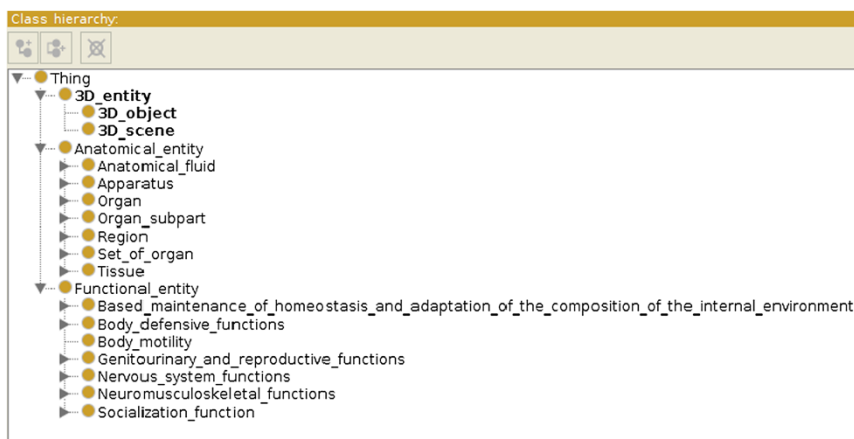 Class hierarchy:
Thing
3D_entity
3D_object
3D_scene
Anatomical_entity
Anatomical_fluid
Apparatus
Organ
Organ_subpart
Region
Set_of_organ
Tissue
Functional_entity
Based_maintenance_of_homeostasis_and_adaptation_of_the_composition_of_the_internal_environment
Body_defensive_functions
Body_motility
Genitourinary_and_reproductive_functions
Nervous_system_functions
Neuromusculoskeletal_functions
Socialization_function